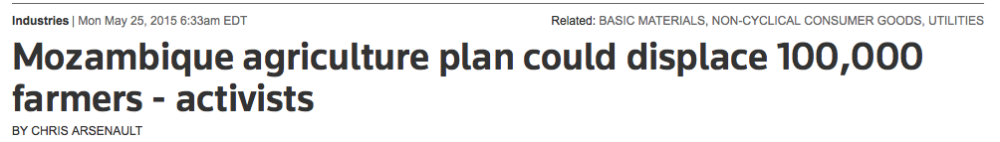 Industries | Mon May 25, 2015 6:33am EDT
Related: BASIC MATERIALS, NON-CYCLICAL CONSUMER GOODS, UTILITIES
Mozambique agriculture plan could displace 100,000
farmers - activists
BY CHRIS ARSENAULT